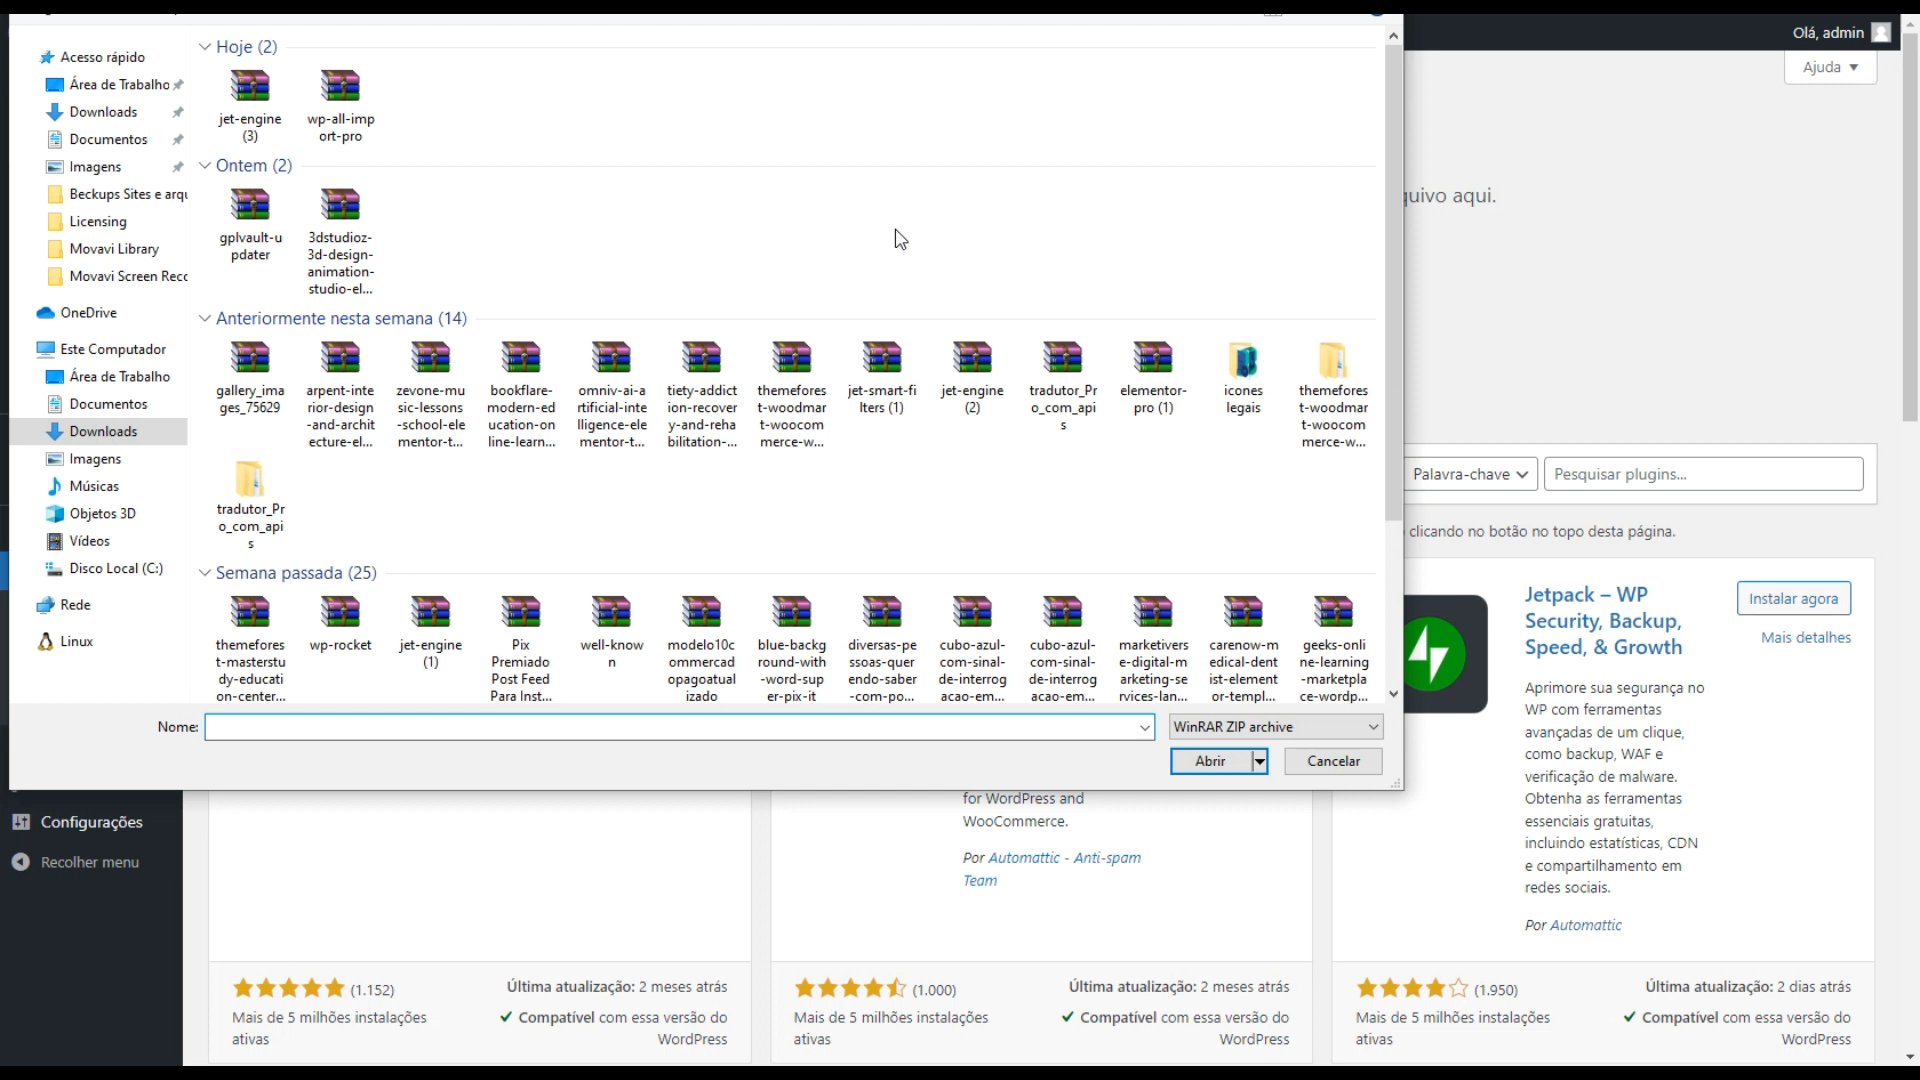 Olá, admin
Ajuda
Acesso rápido
Área de Trabalho
Downloads
Documentos
Imagens
Beckups Sites e arqu
Licensing
Movavi Library
Movavi Screen Reco
OneDrive
Este Computador
Área de Trabalho
Documentos
Downloads
Imagens
Músicas
Objetos 3D
Vídeos
Disco Local (C:)
Rede
Linux
Hoje (2)
jet-engine
(3)
wp-all-imp
ort-pro
Ontem (2)
gplvault-u
pdater
3dstudioz-
3d-design-
animation-
studio-el...
Anteriormente nesta semana (14)
gallery_ima
ges_75629
arpent-inte
rior-design
-and-archit
ecture-el...
zevone-mu
sic-lessons
-school-ele
mentor-t...
bookflare-
modern-ed
ucation-on
line-learn...
omniv-ai-a
rtificial-inte
lligence-ele
mentor-t...
tiety-addict
ion-recover
y-and-reha
bilitation-...
themefores
t-woodmar
t-woocom
merce-w...
jet-smart-fi
lters (1)
jet-engine
(2)
tradutor_Pr
o_com_api
s
elementor-
pro (1)
icones
legais
themefores
t-woodmar
t-woocom
merce-w...
tradutor_Pr
o_com_api
s
Semana passada (25)
themefores
t-masterstu
dy-educati
on-center...
wp-rocket
jet-engine
(1)
Pix
Premiado
Post Feed
Para Inst...
well-know
n
modelo10c
ommercad
opagoatual
izado
blue-backg
round-with
-word-sup
er-pix-it
diversas-pe
ssoas-quer
endo-saber
-com-po...
cubo-azul-
com-sinal-
de-interrog
acao-em...
cubo-azul-
com-sinal-
de-interrog
acao-em...
marketivers
e-digital-m
arketing-se
rvices-lan...
carenow-m
edical-dent
ist-element
or-templ...
geeks-onli
ne-learning
-marketpla
ce-wordp...
Nome:
WinRAR ZIP archive
Abrir
Cancelar
quivo aqui.
Palavra-chave
Pesquisar plugins...
clicando no botão no topo desta página.
Jetpack – WP
Security, Backup,
Speed, & Growth
Instalar agora
Mais detalhes
Aprimore sua segurança no
WP com ferramentas
avançadas de um clique,
como backup, WAF e
verificação de malware.
Obtenha as ferramentas
essenciais gratuitas,
incluindo estatísticas, CDN
e compartilhamento em
redes sociais.
Por Automattic
for WordPress and
WooCommerce.
Por Automattic - Anti-spam
Team
Configurações
Recolher menu
(1.152)
Última atualização: 2 meses atrás
Mais de 5 milhões instalações
ativas
Compatível com essa versão do
WordPress
(1.000)
Última atualização: 2 meses atrás
Mais de 5 milhões instalações
ativas
Compatível com essa versão do
WordPress
(1.950)
Última atualização: 2 dias atrás
Mais de 5 milhões instalações
ativas
Compatível com essa versão do
WordPress